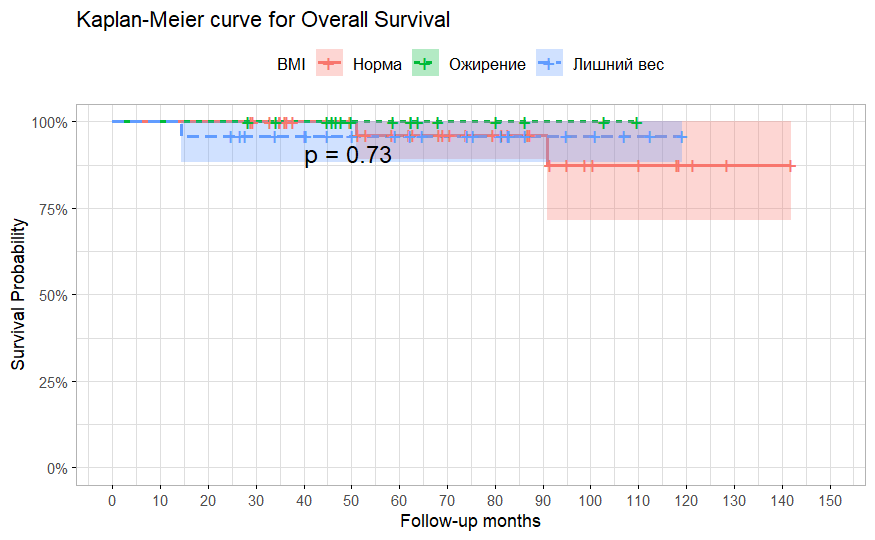 Kaplan-Meier curve for Overall Survival
BMI Норма Ожирение Лишний вес
100%
75%
50%
25%
0%
Survival Probability
p = 0.73
0 10 20 30 40 50 60 70 80 90 100 110 120 130 140 150
Follow-up months